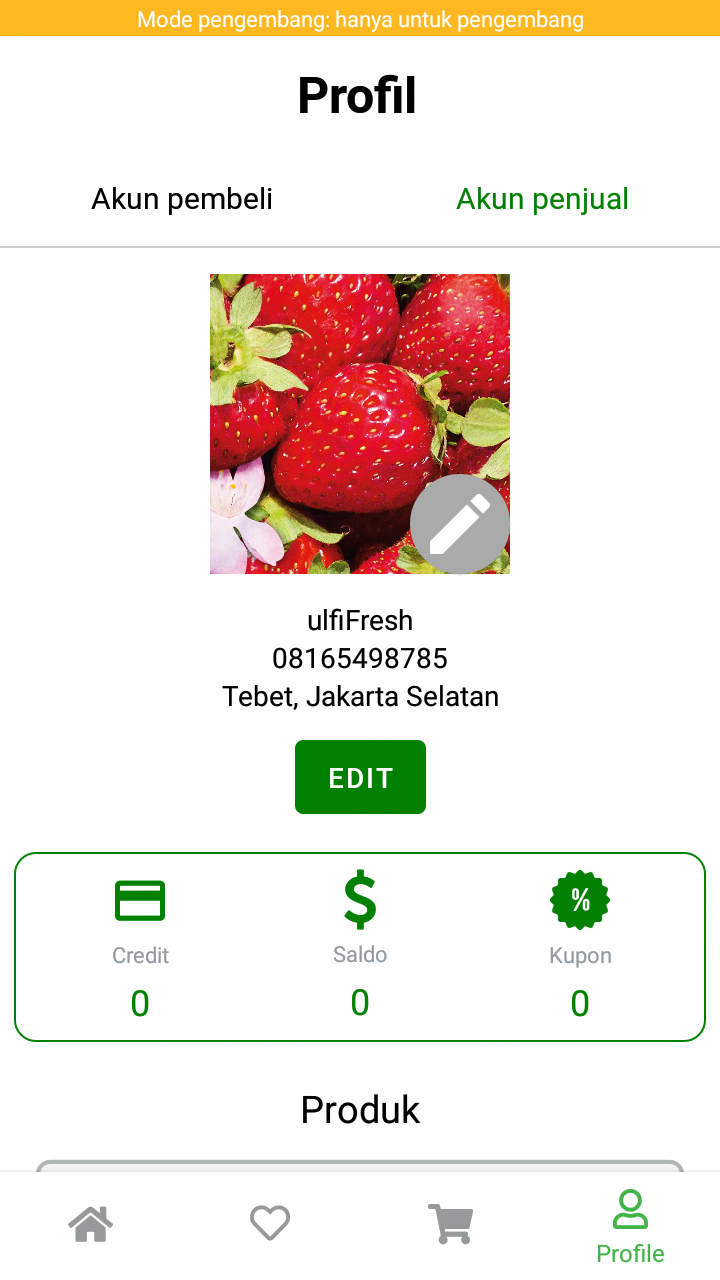 Mode pengembang: hanya untuk pengembang
Profil
Akun pembeli
Akun penjual
ulfiFresh
08165498785
Tebet, Jakarta Selatan
EDIT
%
Credit
Saldo
Kupon
0
0
0
Produk
Profile